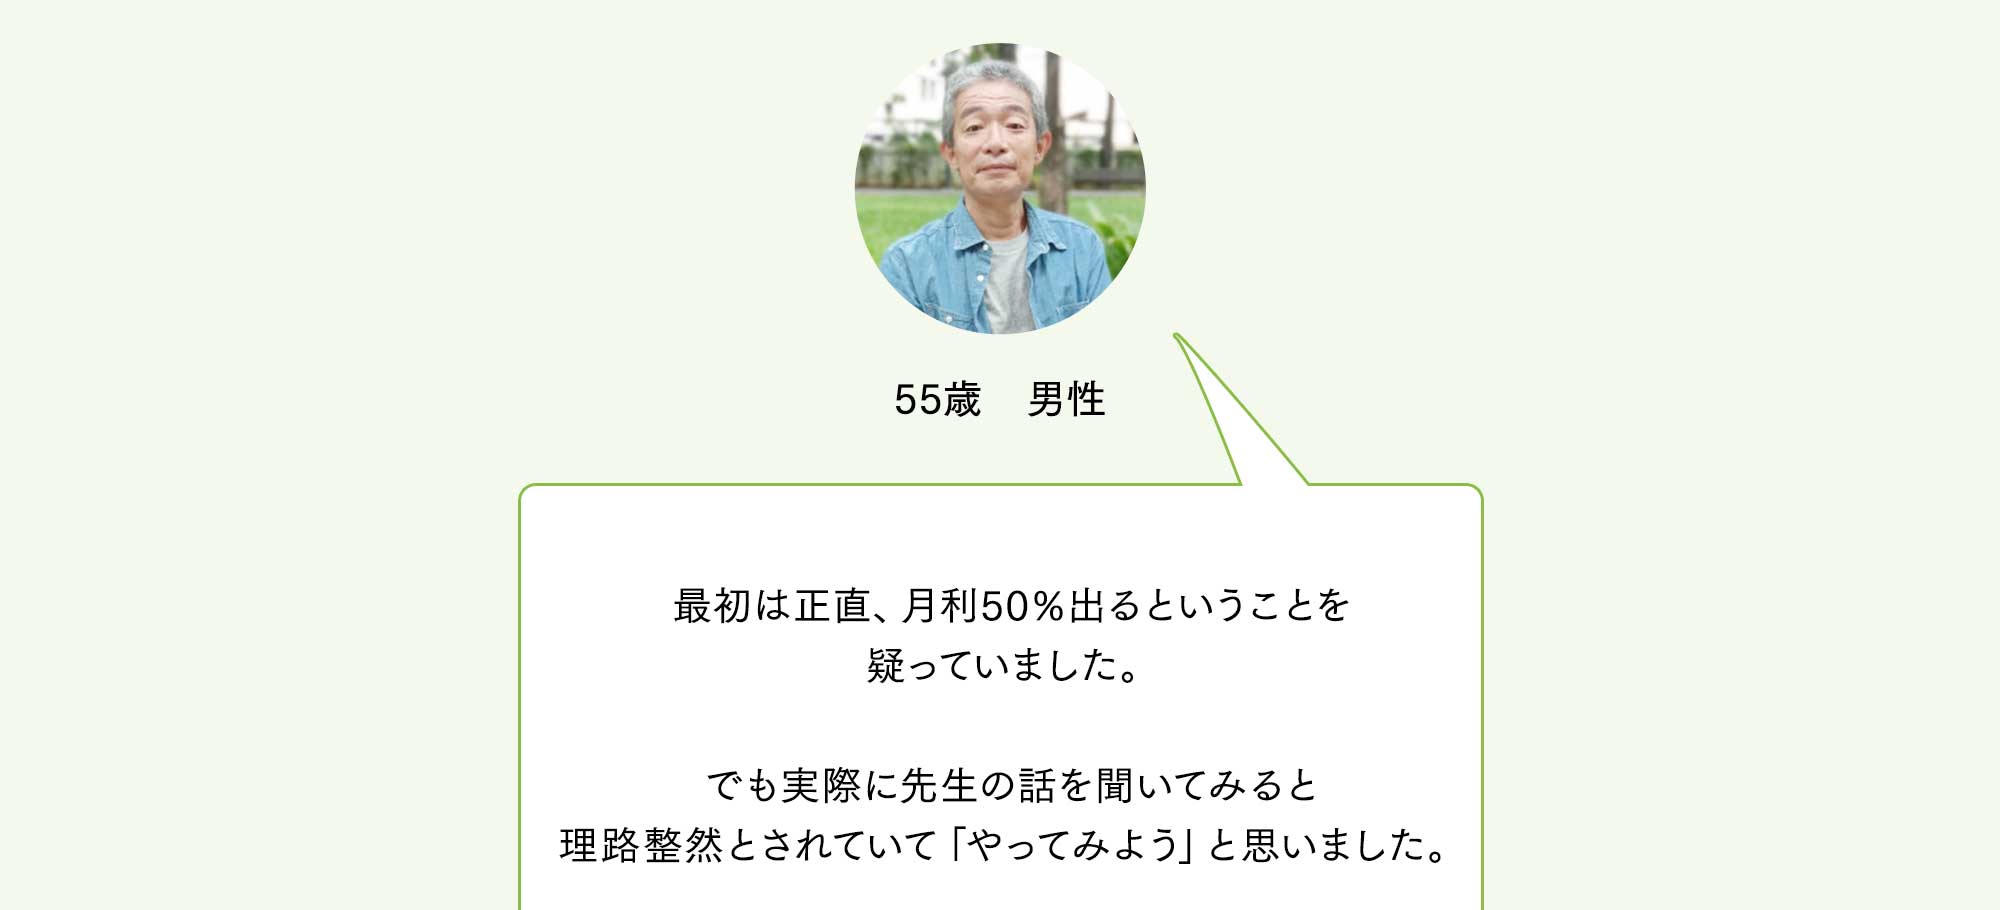 55歳　男性
最初は正直、月利50%出るということを
疑っていました。
でも実際に先生の話を聞いてみると
理路整然とされていて「やってみよう」と思いました。